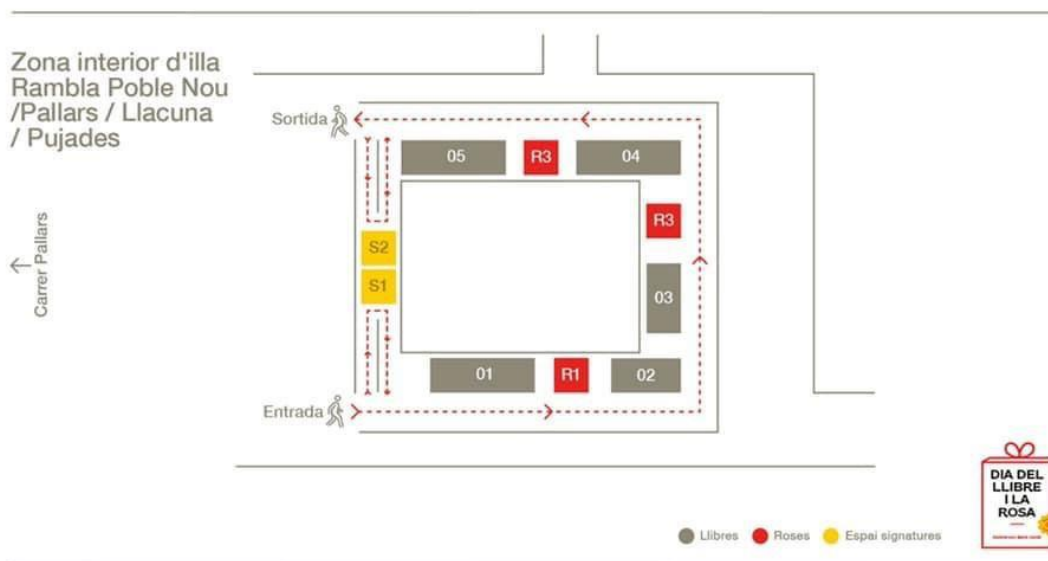 Zona interior d'illa
Rambla Poble Nou
/Pallars / Llacuna
/ Pujades
Sortida
05
R3
04
R3
Carrer Pallars
S2
S1
03
01
R1
02
Entrada
DIA DEL
LLIBRE
I LA
ROSA
Llibres
Roses
Espai signatures